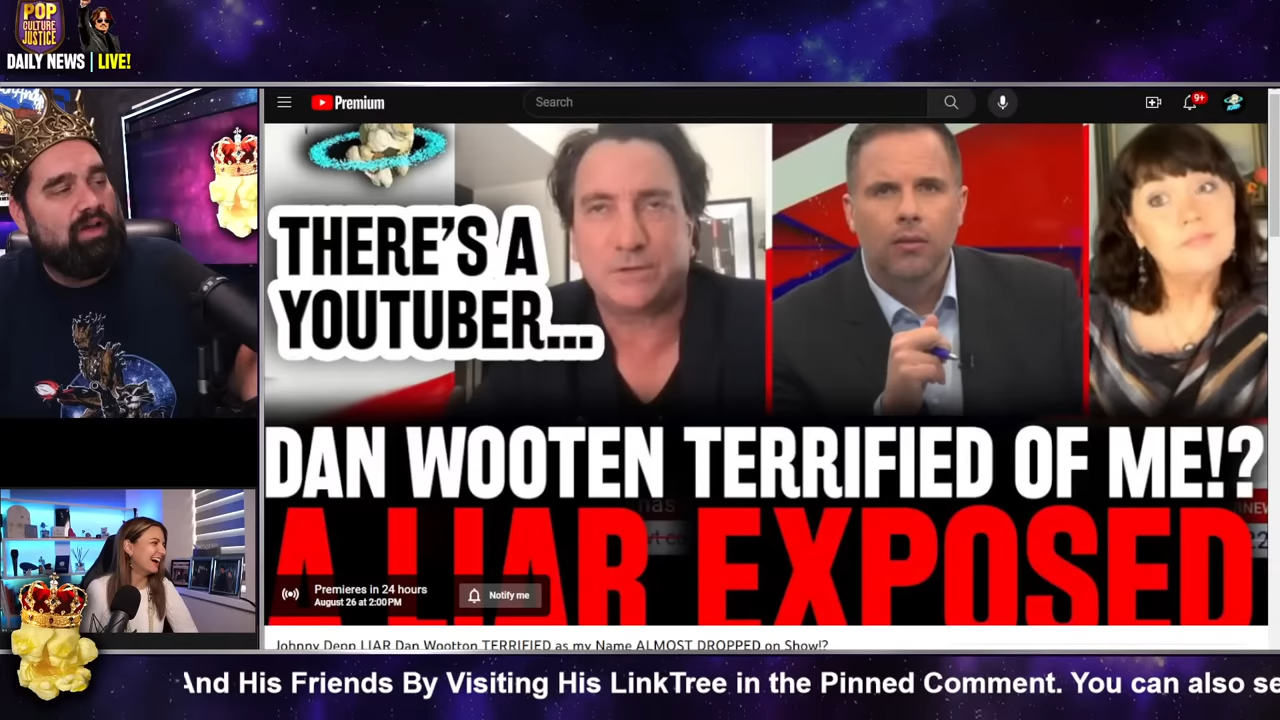 POP
CULTURE
JUSTICE
DAILY NEWS | LIVE!
Premium
Search
9+
THERE'S A
YOUTUBER...
DAN WOOTEN TERRIFIED OF ME!?
has
A LIAR EXPOSED
Premieres in 24 hours
August 26 at 2:00 PM
Notify me
Johnny Depp LIAR Dan Wootton TERRIFIED as my Name ALMOST DROPPED on Show!?
And His Friends By Visiting His LinkTree in the Pinned Comment. You can also se